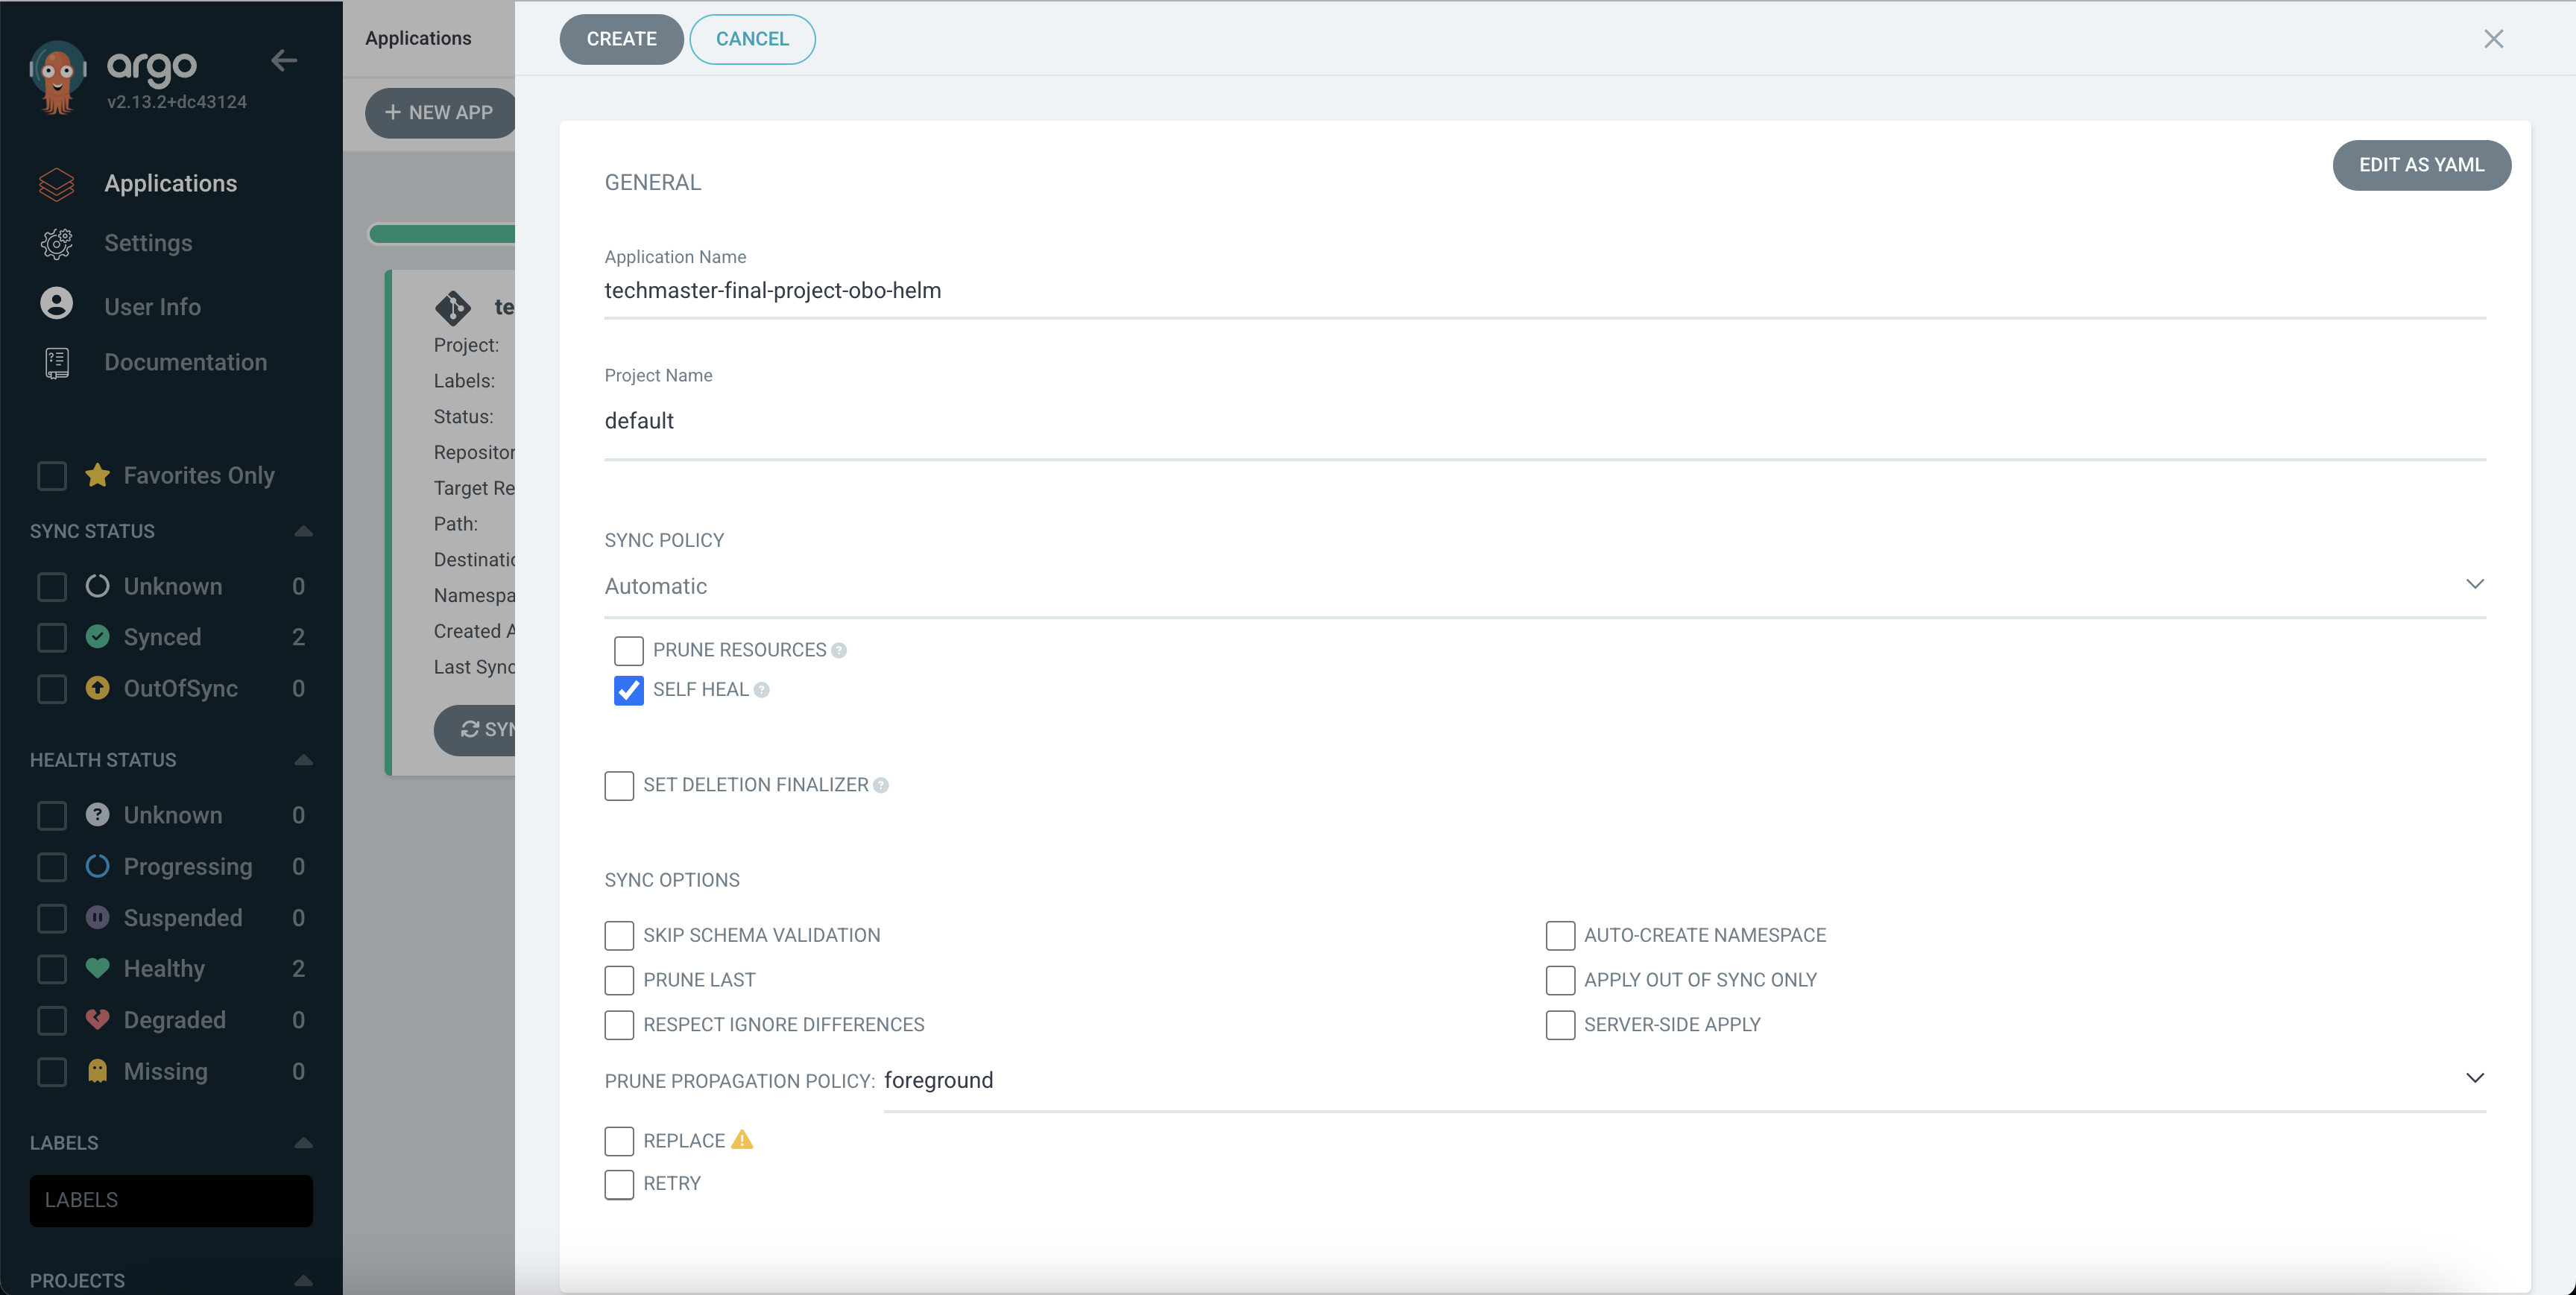 argo
v2.13.2+dc43124
Applications
Settings
User Info
Documentation
Favorites Only
SYNC STATUS
Unknown 0
Synced 2
OutOfSync 0
HEALTH STATUS
Unknown 0
Progressing 0
Suspended 0
Healthy 2
Degraded 0
Missing 0
LABELS
LABELS
PROJECTS
Applications
+ NEW APP
te
Project:
Labels:
Status:
Repositor
Target Re
Path:
Destinatio
Namespa
Created A
Last Sync
SYN
CREATE CANCEL
EDIT AS YAML
GENERAL
Application Name
techmaster-final-project-obo-helm
Project Name
default
SYNC POLICY
Automatic
PRUNE RESOURCES ?
SELF HEAL ?
SET DELETION FINALIZER ?
SYNC OPTIONS
SKIP SCHEMA VALIDATION AUTO-CREATE NAMESPACE
PRUNE LAST APPLY OUT OF SYNC ONLY
RESPECT IGNORE DIFFERENCES SERVER-SIDE APPLY
PRUNE PROPAGATION POLICY: foreground
REPLACE
RETRY